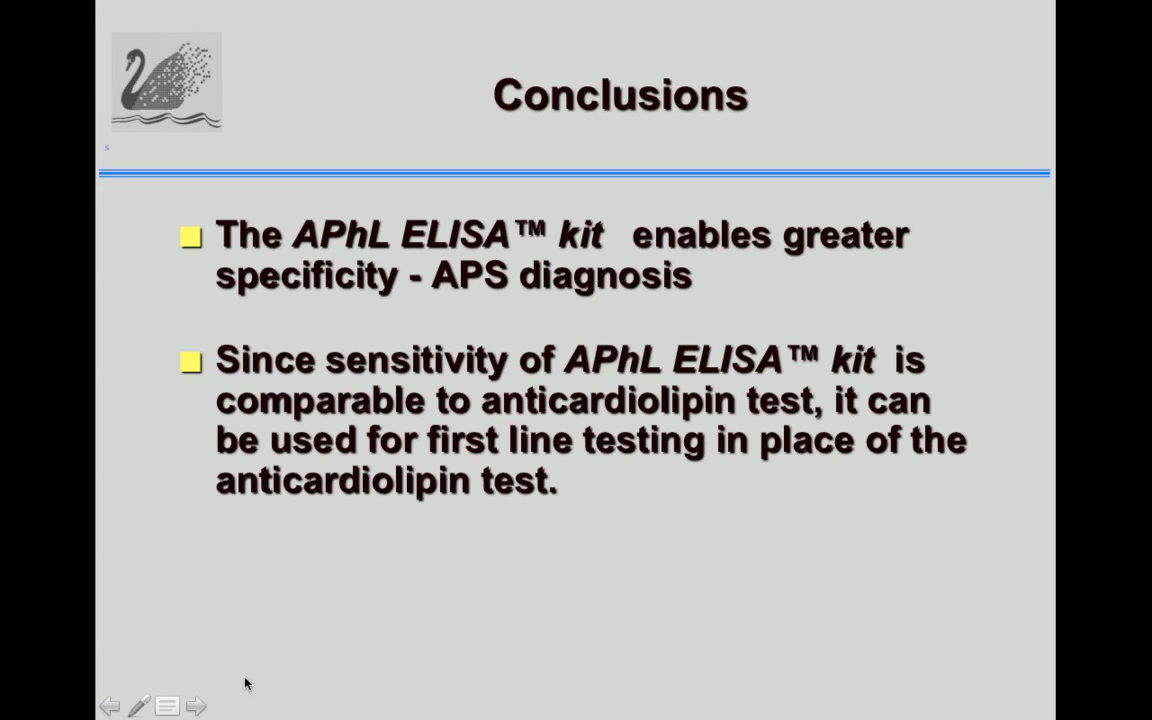 Conclusions
s
The APhL ELISA™ kit enables greater
specificity - APS diagnosis
Since sensitivity of APhL ELISA™ kit is
comparable to anticardiolipin test, it can
be used for first line testing in place of the
anticardiolipin test.